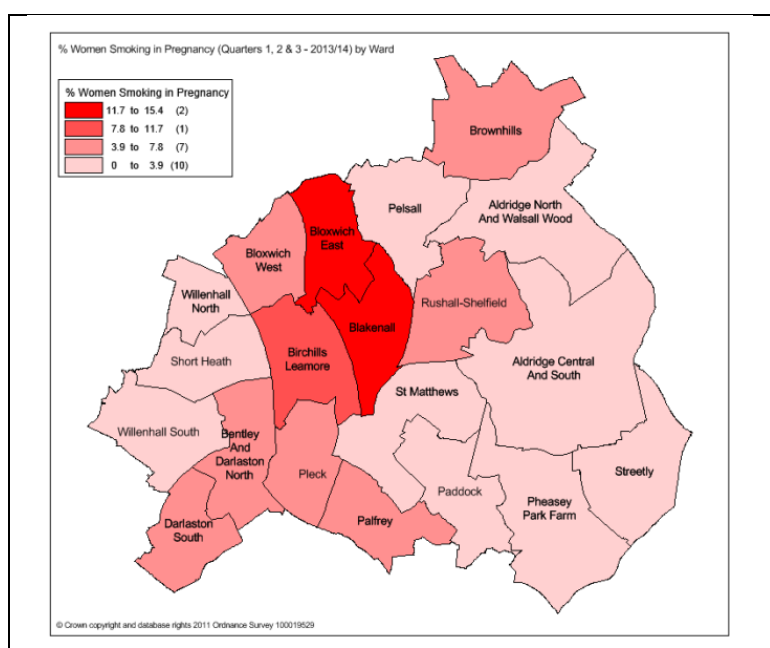 % Women Smoking in Pregnancy (Quarters 1, 2 & 3 - 2013/14) by Ward
% Women Smoking in Pregnancy
11.7 to 15.4 (2)
7.8 to 11.7 (1)
3.9 to 7.8 (7)
0 to 3.9 (10)
Brownhills
Pelsall
Aldridge North
And Walsall Wood
Bloxwich
East
Bloxwich
West
Willenhall
North
Rushall-Shelfield
Blakenall
Birchills
Leamore
Short Heath
Aldridge Central
And South
St Matthews
Willenhall South
Bentley
And
Darlaston
North
Pleck
Paddock
Streetly
Pheasey
Park Farm
Palfrey
Darlaston
South
© Crown copyright and database rights 2011 Ordnance Survey 100019529